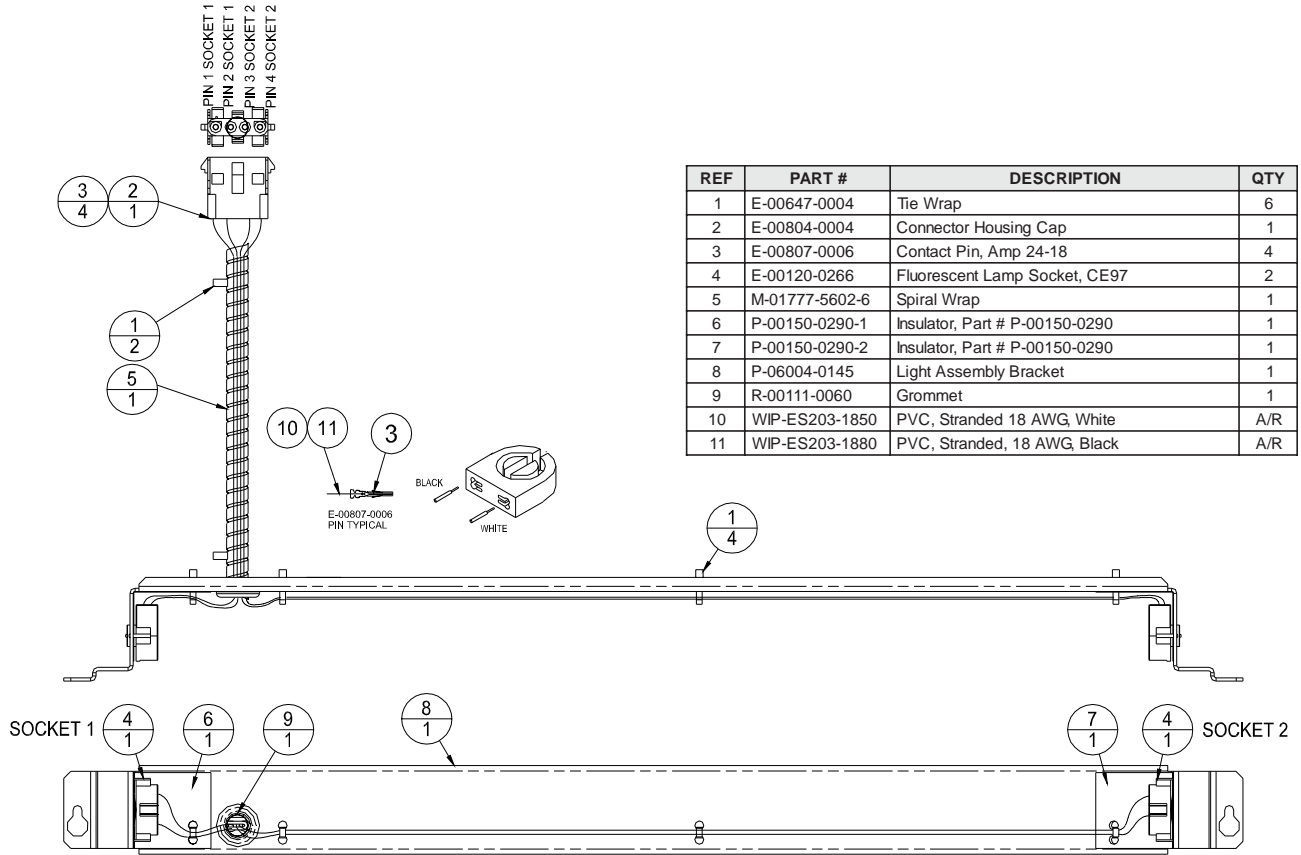 PIN 1 SOCKET 1
PIN 2 SOCKET 1
PIN 3 SOCKET 2
PIN 4 SOCKET 2
3
4
2
1
1
2
5
1
REF PART # DESCRIPTION QTY
1 E-00647-0004 Tie Wrap 6
2 E-00804-0004 Connector Housing Cap 1
3 E-00807-0006 Contact Pin, Amp 24-18 4
4 E-00120-0266 Fluorescent Lamp Socket, CE97 2
5 M-01777-5602-6 Spiral Wrap 1
6 P-00150-0290-1 Insulator, Part # P-00150-0290 1
7 P-00150-0290-2 Insulator, Part # P-00150-0290 1
8 P-06004-0145 Light Assembly Bracket 1
9 R-00111-0060 Grommet 1
10 WIP-ES203-1850 PVC, Stranded 18 AWG, White A/R
11 WIP-ES203-1880 PVC, Stranded, 18 AWG, Black A/R
10 11 3
E-00807-0006
PIN TYPICAL
BLACK
WHITE
1
4
SOCKET 1
4
1
6
1
9
1
8
1
7
1
4
1
SOCKET 2